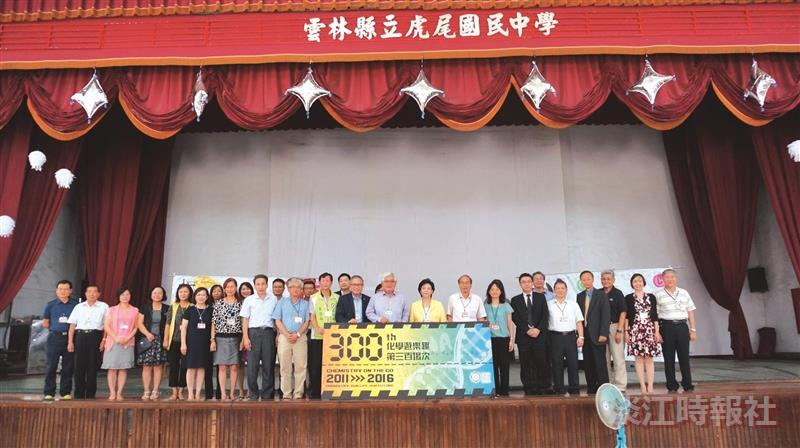 雲林縣立虎尾國民中學
300th
化學遊樂趣
第三百場次
CHEMISTRY ON THE GO
2011>>>2016
淡江時報社